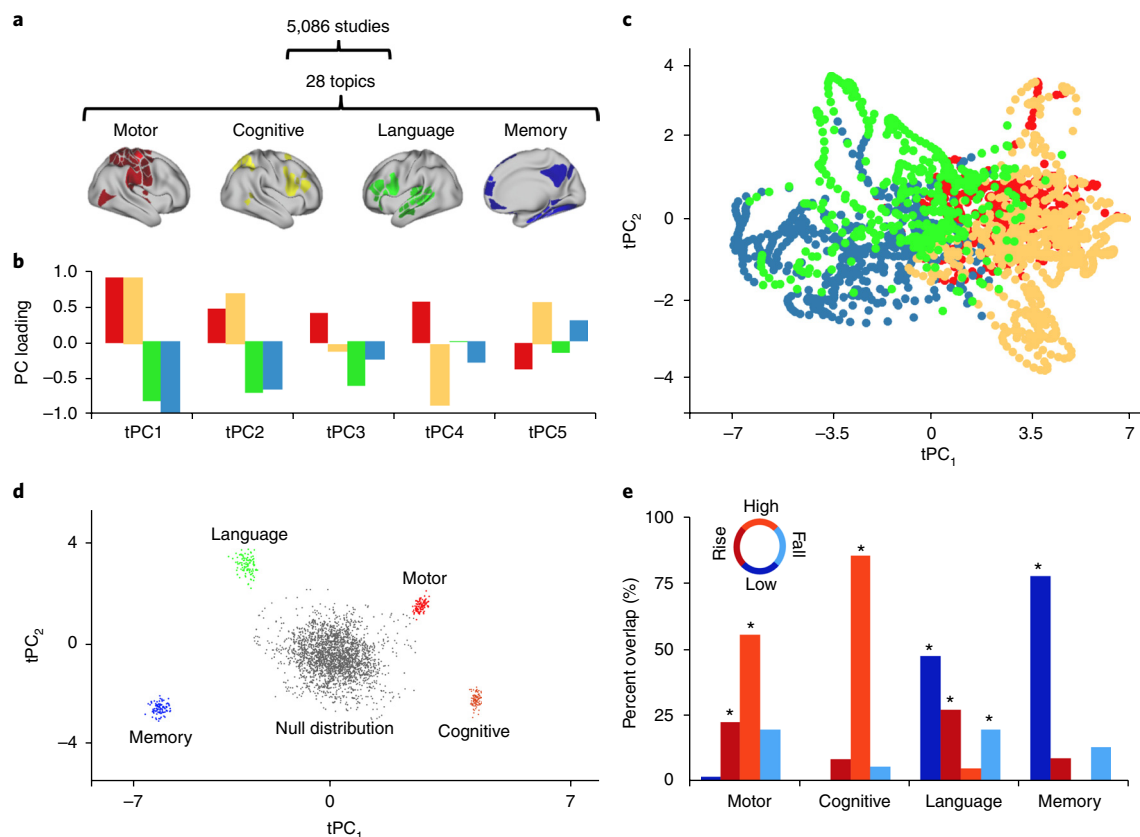 a
5,086 studies
28 topics
Motor Cognitive Language Memory
b
1.0
0.5
0.0
–0.5
–1.0
PC loading
tPC1 tPC2 tPC3 tPC4 tPC5
c
4
2
0
–2
–4
tPC2
–7 –3.5 0 3.5 7
tPC1
d
4
0
–4
tPC2
Language
Motor
Memory
Null distribution
Cognitive
–7 0 7
tPC1
e
100
75
50
25
0
Percent overlap (%)
High
Rise
Fall
Low
* * * * * * *
Motor Cognitive Language Memory